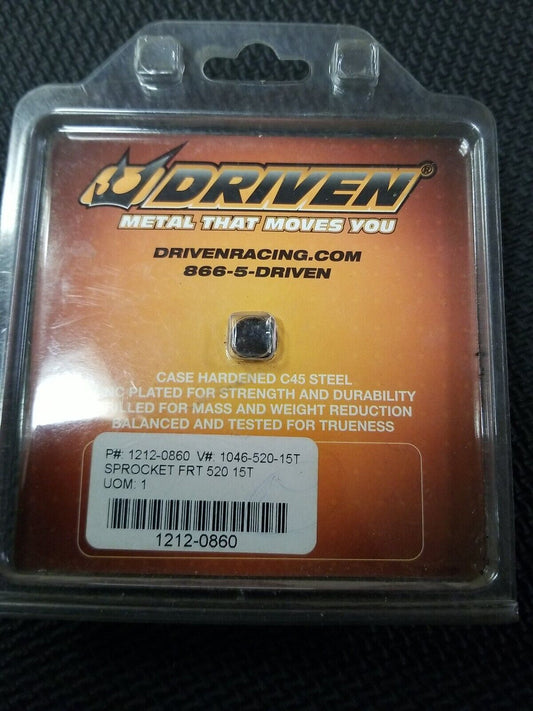 DRIVEN®
METAL THAT MOVES YOU
DRIVENRACING.COM
866-5-DRIVEN
CASE HARDENED C45 STEEL
NC PLATED FOR STRENGTH AND DURABILITY
LLED FOR MASS AND WEIGHT REDUCTION
BALANCED AND TESTED FOR TRUENESS
P#: 1212-0860 V#: 1046-520-15T
SPROCKET FRT 520 15T
UOM: 1
1212-0860